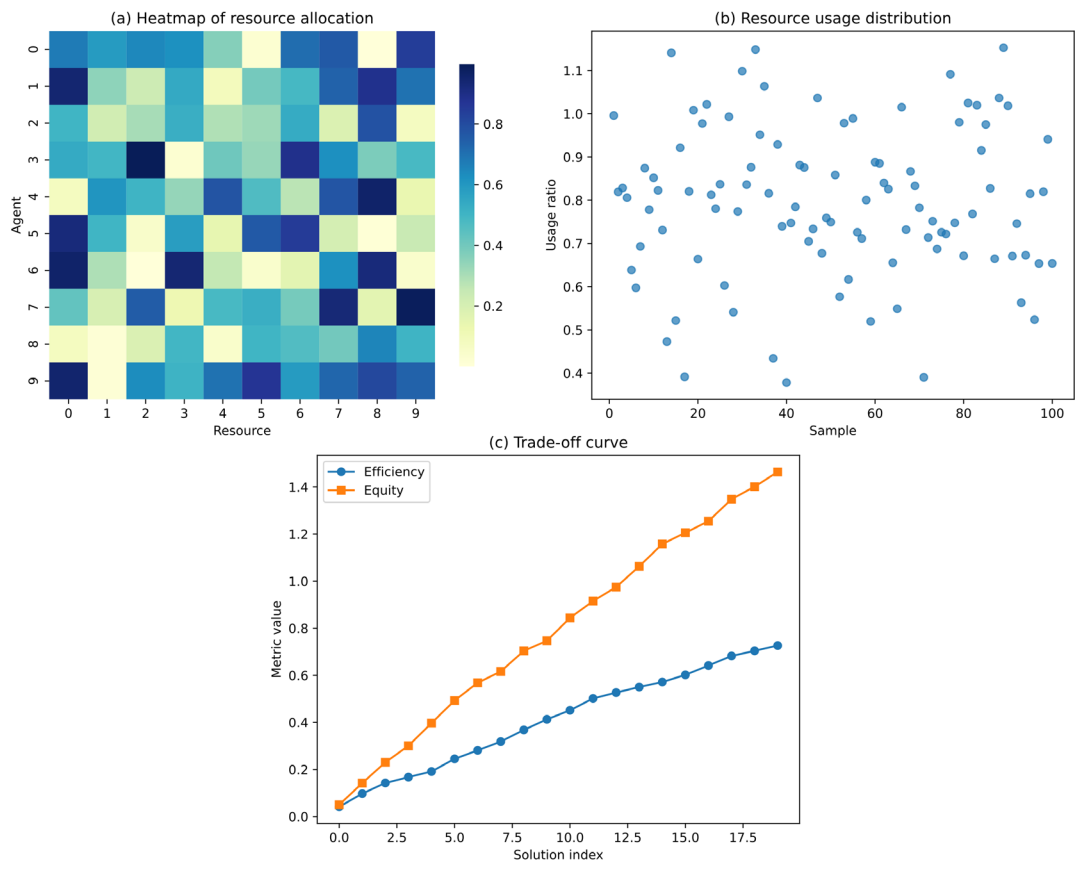 (a) Heatmap of resource allocation
Agent
0
1
2
3
4
5
6
7
8
9
0 1 2 3 4 5 6 7 8 9
Resource
0.8
0.6
0.4
0.2
(b) Resource usage distribution
Usage ratio
1.1
1.0
0.9
0.8
0.7
0.6
0.5
0.4
0 20 40 60 80 100
Sample
(c) Trade-off curve
Efficiency
Equity
Metric value
1.4
1.2
1.0
0.8
0.6
0.4
0.2
0.0
0.0 2.5 5.0 7.5 10.0 12.5 15.0 17.5
Solution index